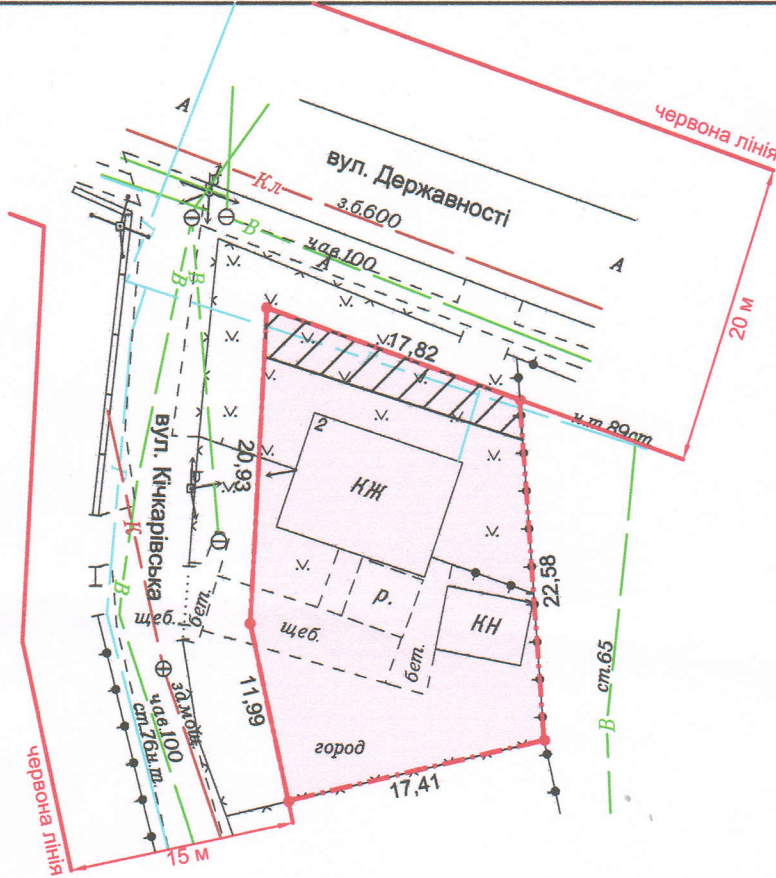 А
червона лінія
вул. Державності
Кл
з.б.600
В
чав.100
А
А
В
В
20 м
17,82
н.т.89ст.
2
20,93
КЖ
вул. Кічкарівська
К
22,58
р.
В
КН
щеб.
бет.
щеб.
бет.
ст.65
В
11,99
чав.100
ст.76н.т.
город
17,41
червона лінія
15 м